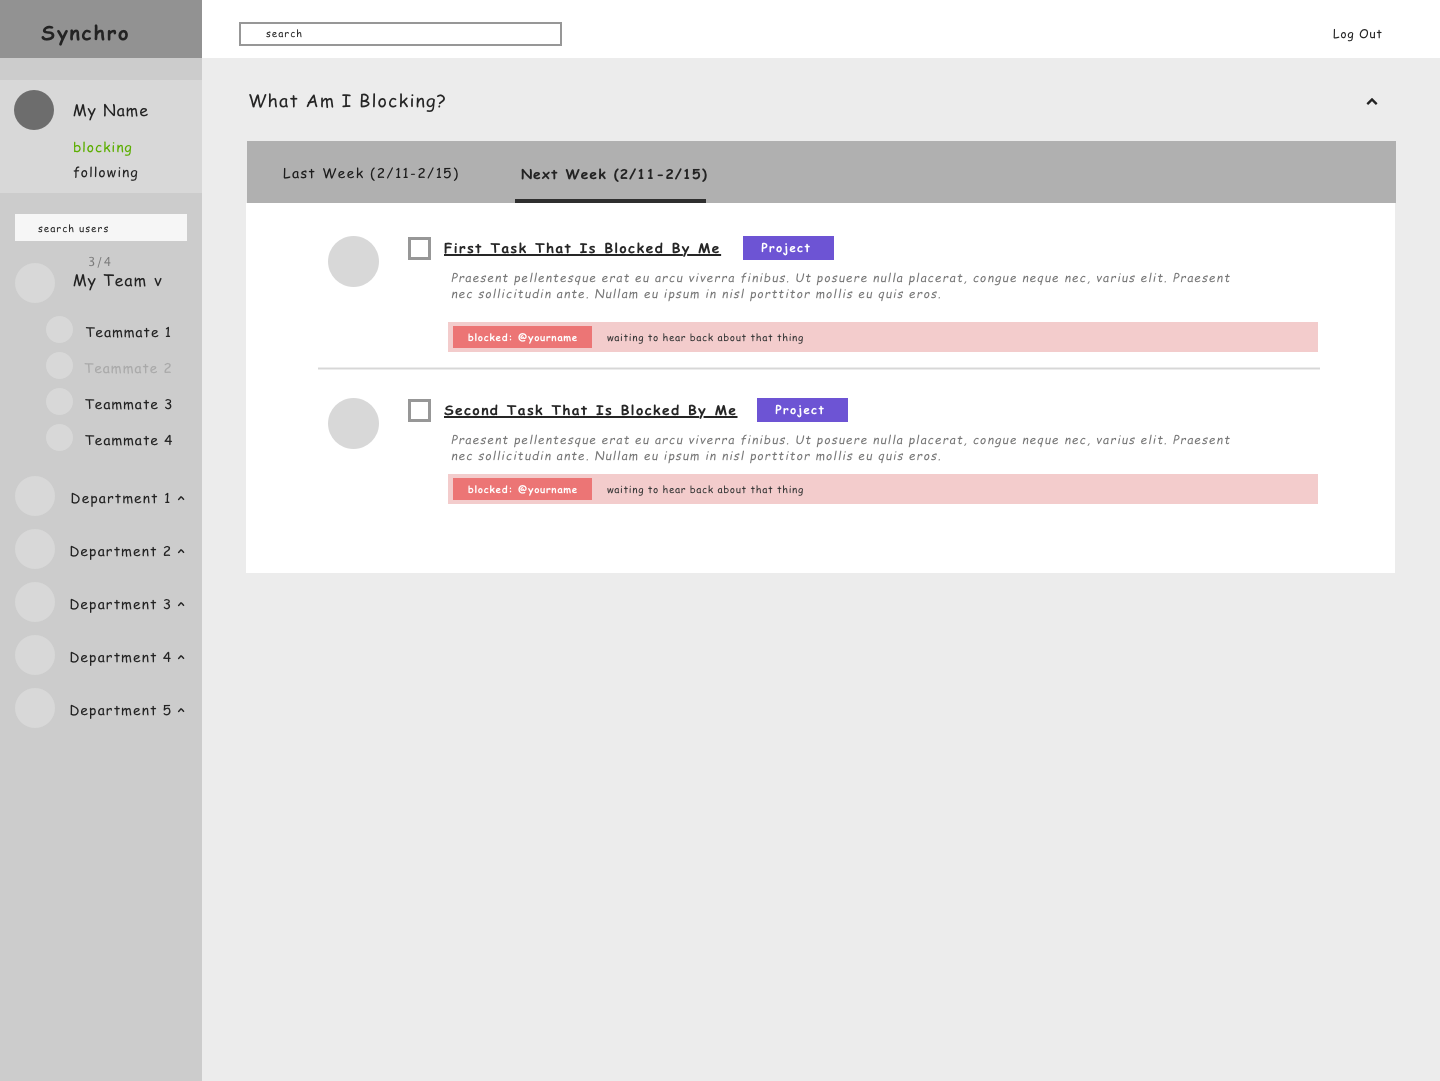 Synchro
search
Log Out
My Name
blocking
following
search users
3/4
My Team v
Teammate 1
Teammate 2
Teammate 3
Teammate 4
Department 1 ^
Department 2 ^
Department 3 ^
Department 4 ^
Department 5 ^
What Am I Blocking?
Last Week (2/11-2/15)
Next Week (2/11-2/15)
First Task That Is Blocked By Me
Project
Praesent pellentesque erat eu arcu viverra finibus. Ut posuere nulla placerat, congue neque nec, varius elit. Praesent
nec sollicitudin ante. Nullam eu ipsum in nisl porttitor mollis eu quis eros.
blocked: @yourname
waiting to hear back about that thing
Second Task That Is Blocked By Me
Project
Praesent pellentesque erat eu arcu viverra finibus. Ut posuere nulla placerat, congue neque nec, varius elit. Praesent
nec sollicitudin ante. Nullam eu ipsum in nisl porttitor mollis eu quis eros.
blocked: @yourname
waiting to hear back about that thing